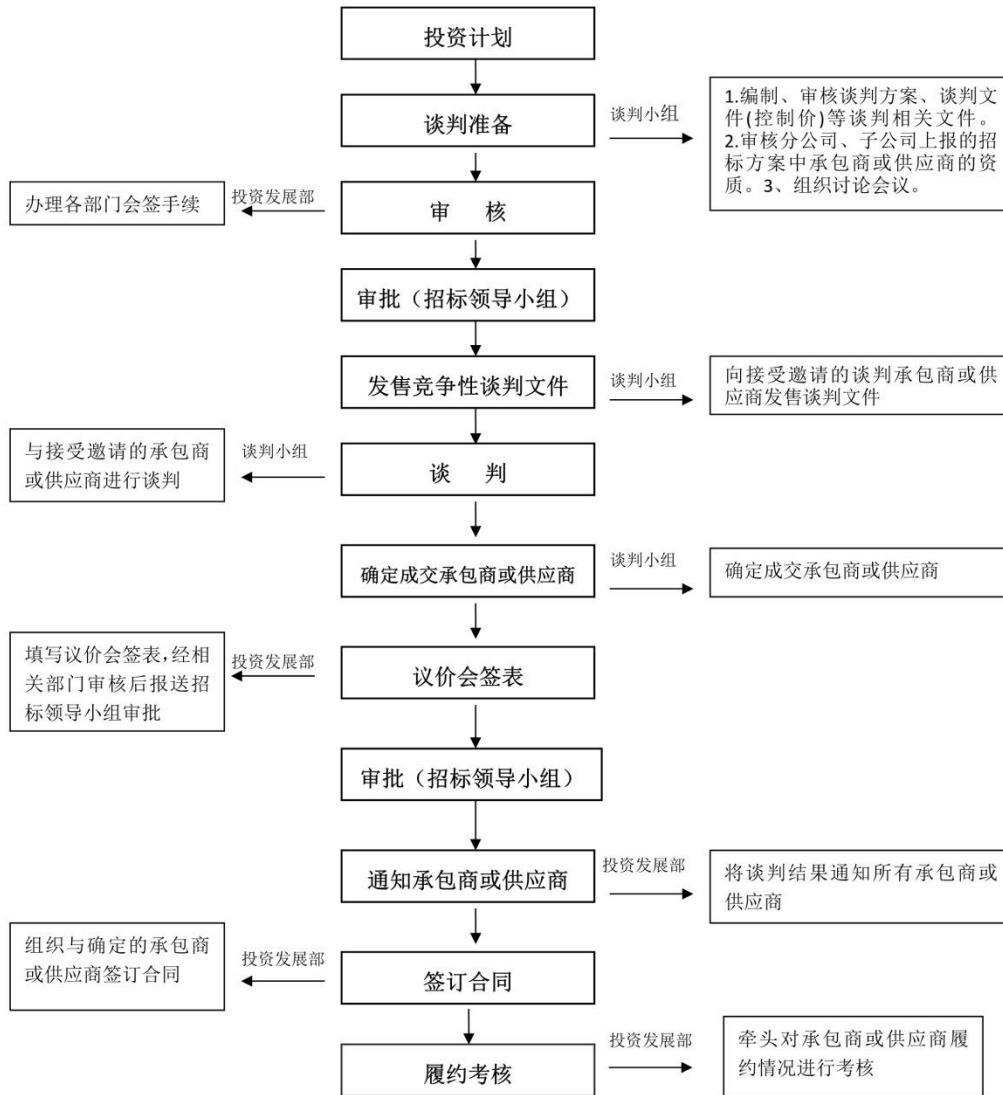 投资计划
谈判准备
谈判小组
1.编制、审核谈判方案、谈判文
件(控制价)等谈判相关文件。
2.审核分公司、子公司上报的招
标方案中承包商或供应商的资
质。3、组织讨论会议。
办理各部门会签手续
投资发展部
审 核
审批（招标领导小组）
发售竞争性谈判文件
谈判小组
向接受邀请的谈判承包商或供
应商发售谈判文件
与接受邀请的承包商
或供应商进行谈判
谈判小组
谈 判
确定成交承包商或供应商
谈判小组
确定成交承包商或供应商
填写议价会签表，经相
关部门审核后报送招
标领导小组审批
投资发展部
议价会签表
审批（招标领导小组）
通知承包商或供应商
投资发展部
将谈判结果通知所有承包商或
供应商
组织与确定的承包商
或供应商签订合同
投资发展部
签订合同
履约考核
投资发展部
牵头对承包商或供应商履
约情况进行考核